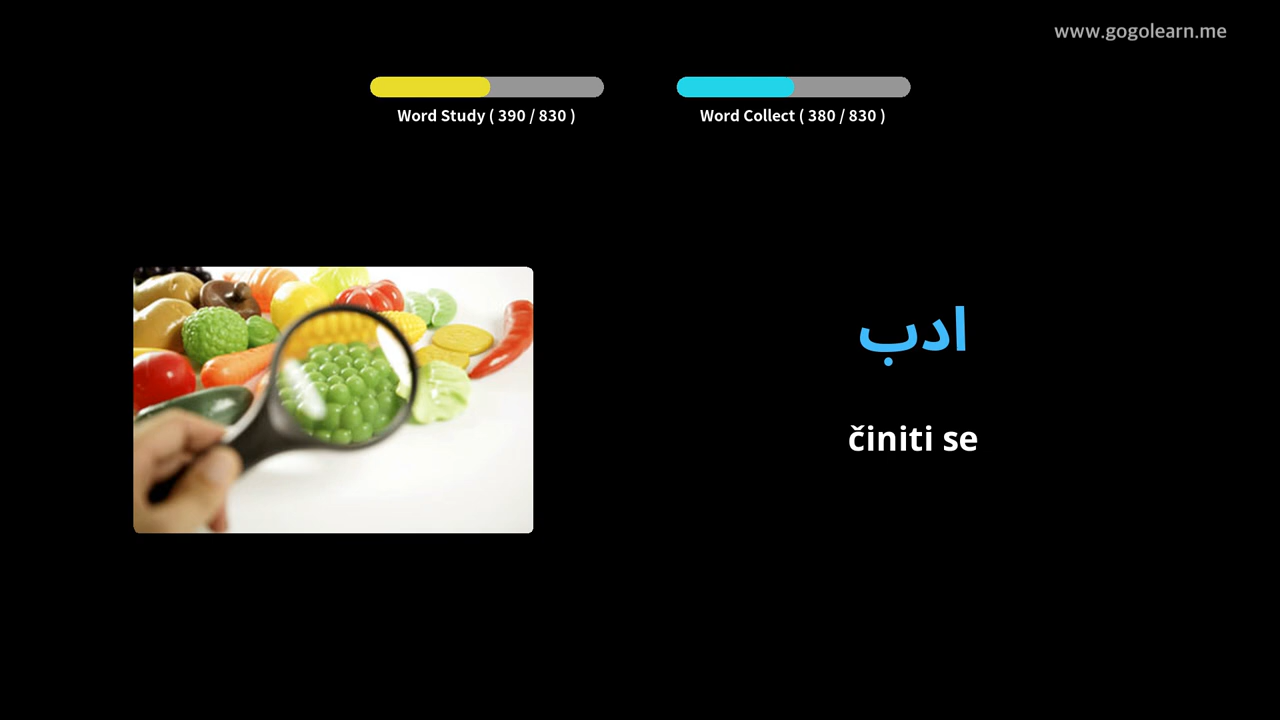 www.gogolearn.me
Word Study ( 390 / 830 )
Word Collect ( 380 / 830 )
ادب
činiti se